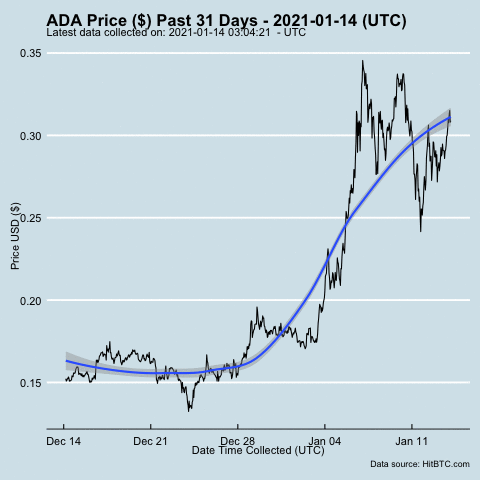 ADA Price ($) Past 31 Days - 2021-01-14 (UTC)
Latest data collected on: 2021-01-14 03:04:21 - UTC
0.35
0.30
0.25
0.20
0.15
Price USD ($)
Dec 14
Dec 21
Dec 28
Jan 04
Jan 11
Date Time Collected (UTC)
Data source: HitBTC.com